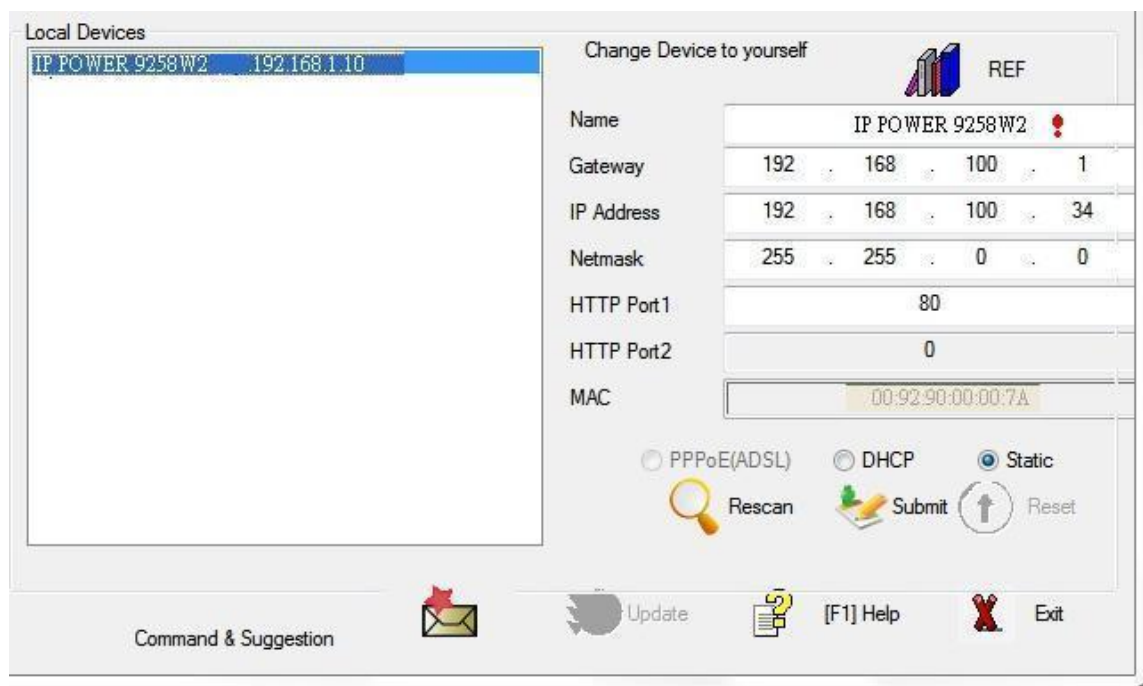 Local Devices
IP POWER 9258W2 192.168.1.10
Change Device to yourself
REF
Name IP POWER 9258W2
Gateway 192 . 168 . 100 . 1
IP Address 192 . 168 . 100 . 34
Netmask 255 . 255 . 0 . 0
HTTP Port1 80
HTTP Port2 0
MAC 00:92:90:00:00:7A
PPPoE(ADSL) DHCP Static
Rescan Submit Reset
Command & Suggestion Update [F1] Help Exit